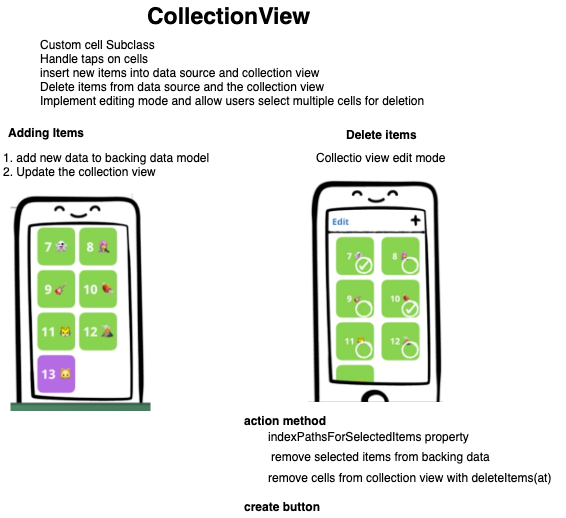 CollectionView
Custom cell Subclass
Handle taps on cells
insert new items into data source and collection view
Delete items from data source and the collection view
Implement editing mode and allow users select multiple cells for deletion
Adding Items
1. add new data to backing data model
2. Update the collection view
7 👻 8
9 🎸 10 🍖
11 🐯 12 🌋
13 🐱
Delete items
Collectio view edit mode
Edit +
7 8
9 10
11 12
action method
indexPathsForSelectedItems property
remove selected items from backing data
remove cells from collection view with deleteItems(at)
create button